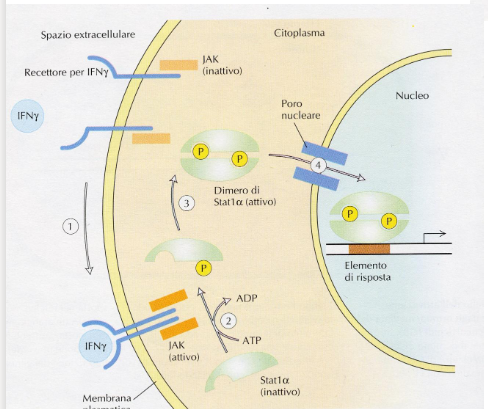 Spazio extracellulare
Citoplasma
JAK
(inattivo)
Recettore per IFNγ
Nucleo
Poro
nucleare
IFNγ
P
P
4
Dimero di
Stat1α (attivo)
3
P
P
1
P
Elemento
di risposta
ADP
2
IFNγ
JAK
(attivo)
ATP
Stat1α
(inattivo)
Membrana
plasmatica